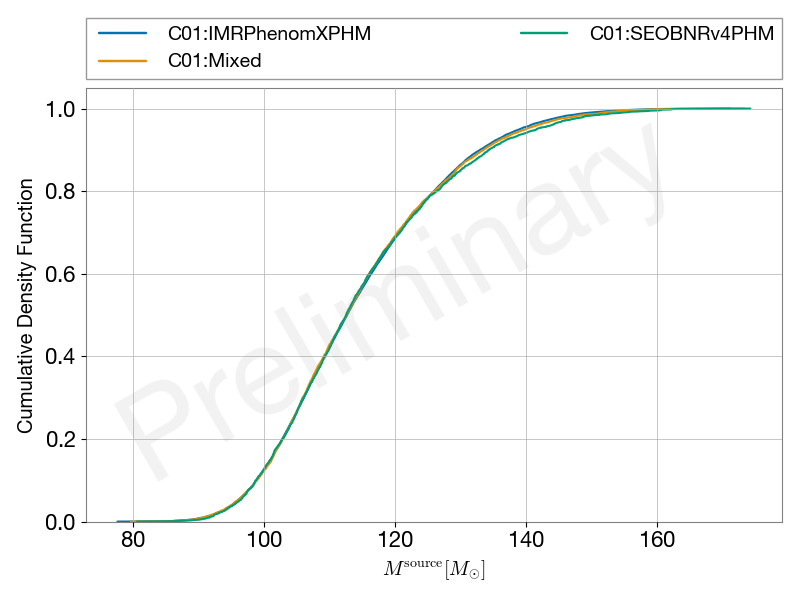 C01:IMRPhenomXPHM
C01:SEOBNRv4PHM
C01:Mixed
Preliminary
Cumulative Density Function
1.0
0.8
0.6
0.4
0.2
0.0
80 100 120 140 160
M^source [M_⊙]